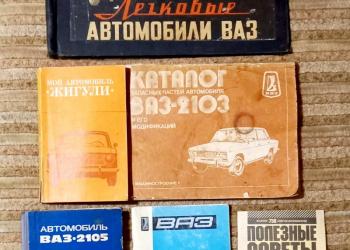 Легковые
АВТОМОБИЛИ ВАЗ
МОЙ АВТОМОБИЛЬ
"ЖИГУЛИ"
КАТАЛОГ
ЗАПАСНЫХ ЧАСТЕЙ АВТОМОБИЛЯ
ВАЗ-2103
И ЕГО
МОДИФИКАЦИЙ
МАШИНОСТРОЕНИЕ
АВТОМОБИЛЬ
ВАЗ-2105
ВАЗ
ПОЛЕЗНЫЕ
СОВЕТЫ